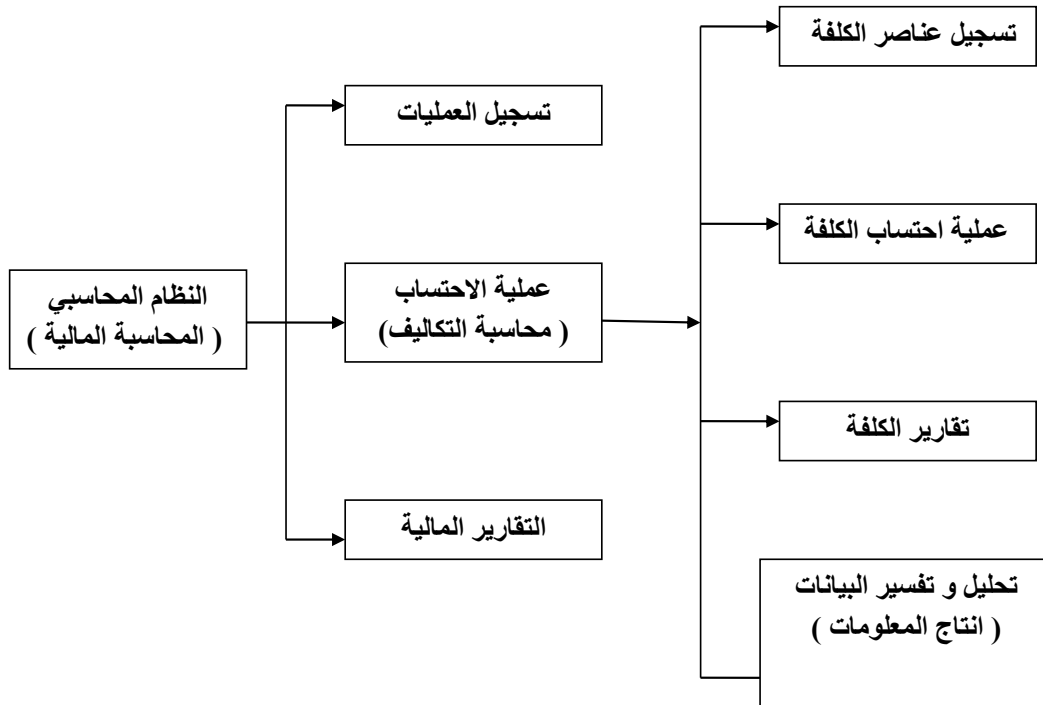 تسجيل عناصر الكلفة
تسجيل العمليات
عملية احتساب الكلفة
النظام المحاسبي
( المحاسبة المالية )
عملية الاحتساب
( محاسبة التكاليف)
تقارير الكلفة
التقارير المالية
تحليل و تفسير البيانات
( انتاج المعلومات )